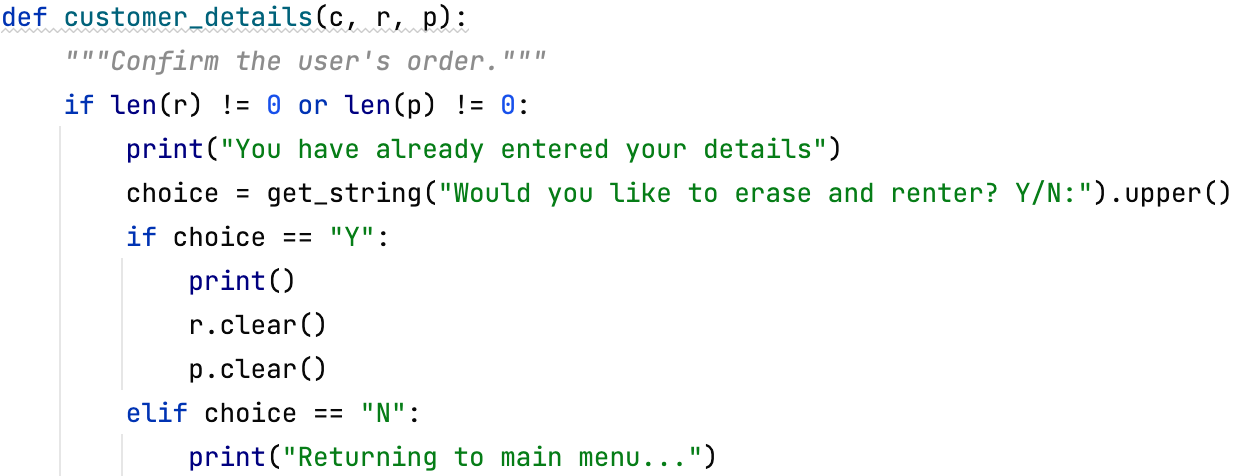 def customer_details(c, r, p):
    """Confirm the user's order."""
    if len(r) != 0 or len(p) != 0:
        print("You have already entered your details")
        choice = get_string("Would you like to erase and renter? Y/N:").upper()
        if choice == "Y":
            print()
            r.clear()
            p.clear()
        elif choice == "N":
            print("Returning to main menu...")